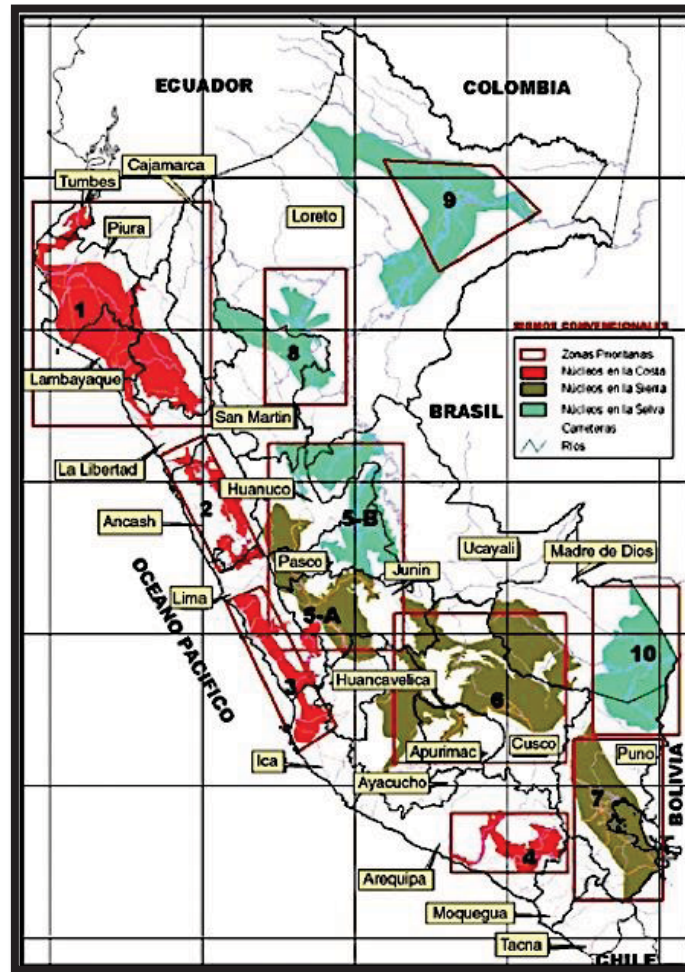 ECUADOR
COLOMBIA
Cajamarca
Tumbes
Loreto
Piura
9
1
8
Lambayaque
San Martin
BRASIL
Zonas Prioritarias
Núcleos en la Costa
Núcleos en la Sierra
Núcleos en la Selva
Carreteras
Ríos
La Libertad
Huanuco
2
5-B
Ancash
Ucayali
Madre de Dios
Pasco
Junin
Lima
5-A
OCEANO PACIFICO
10
Huancavelica
3
6
Ica
Apurimac
Cusco
Puno
Ayacucho
7
BOLIVIA
4
Arequipa
Moquegua
Tacna
CHILE